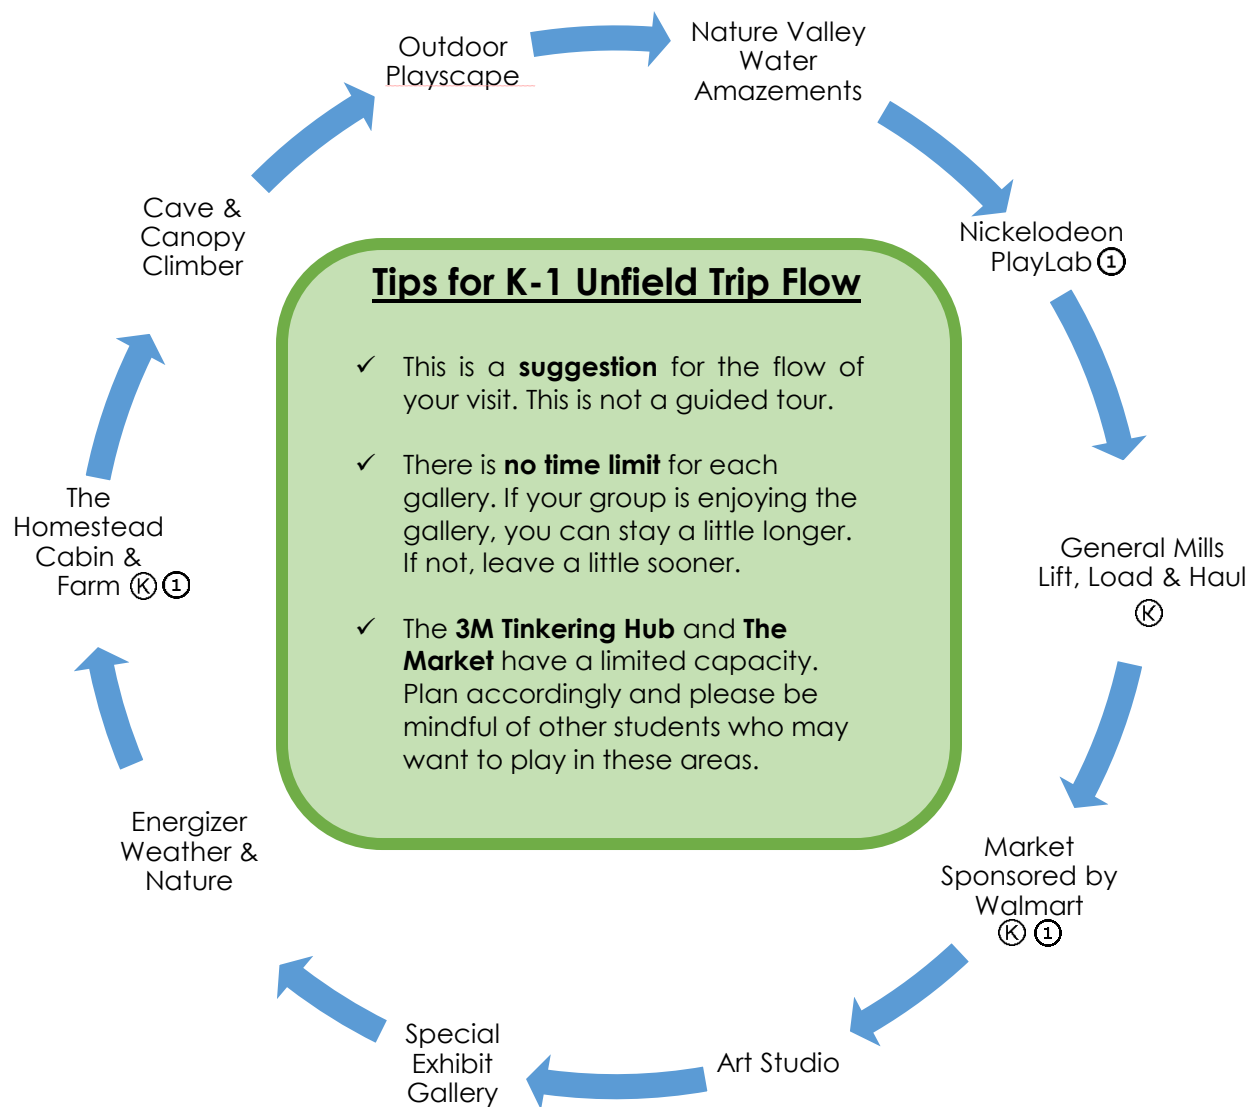 Outdoor
Playscape
Nature Valley
Water
Amazements
Nickelodeon
PlayLab ①
General Mills
Lift, Load & Haul
Ⓚ
Market
Sponsored by
Walmart
Ⓚ ①
Art Studio
Special
Exhibit
Gallery
Energizer
Weather &
Nature
The
Homestead
Cabin &
Farm Ⓚ ①
Cave &
Canopy
Climber
Tips for K-1 Unfield Trip Flow
✓ This is a suggestion for the flow of
your visit. This is not a guided tour.
✓ There is no time limit for each
gallery. If your group is enjoying the
gallery, you can stay a little longer.
If not, leave a little sooner.
✓ The 3M Tinkering Hub and The
Market have a limited capacity.
Plan accordingly and please be
mindful of other students who may
want to play in these areas.